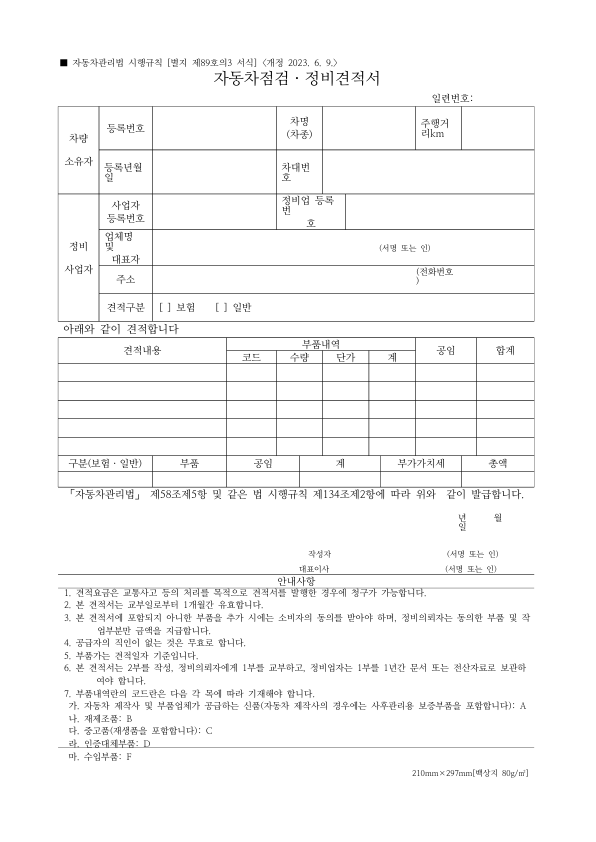 ■ 자동차관리법 시행규칙 [별지 제89호의3 서식] <개정 2023. 6. 9.>
자동차점검ㆍ정비견적서
일련번호:
차량
소유자
등록번호
차명
(차종)
주행거
리km
등록년월
일
차대번
호
정비
사업자
사업자
등록번호
정비업 등록
번
호
업체명
및
대표자
(서명 또는 인)
주소
(전화번호
)
견적구분
[ ] 보험 [ ] 일반
아래와 같이 견적합니다
견적내용
부품내역
공임
합계
코드
수량
단가
계
구분(보험ㆍ일반)
부품
공임
계
부가가치세
총액
「자동차관리법」 제58조제5항 및 같은 법 시행규칙 제134조제2항에 따라 위와 같이 발급합니다.
년 월
일
작성자 (서명 또는 인)
대표이사 (서명 또는 인)
안내사항
1. 견적요금은 교통사고 등의 처리를 목적으로 견적서를 발행한 경우에 청구가 가능합니다.
2. 본 견적서는 교부일로부터 1개월간 유효합니다.
3. 본 견적서에 포함되지 아니한 부품을 추가 시에는 소비자의 동의를 받아야 하며, 정비의뢰자는 동의한 부품 및 작
업부분만 금액을 지급합니다.
4. 공급자의 직인이 없는 것은 무효로 합니다.
5. 부품가는 견적일자 기준입니다.
6. 본 견적서는 2부를 작성, 정비의뢰자에게 1부를 교부하고, 정비업자는 1부를 1년간 문서 또는 전산자료로 보관하
여야 합니다.
7. 부품내역란의 코드란은 다음 각 목에 따라 기재해야 합니다.
가. 자동차 제작사 및 부품업체가 공급하는 신품(자동차 제작사의 경우에는 사후관리용 보증부품을 포함합니다): A
나. 재제조품: B
다. 중고품(재생품을 포함합니다): C
라. 인증대체부품: D
마. 수입부품: F
210mm×297mm[백상지 80g/㎡]